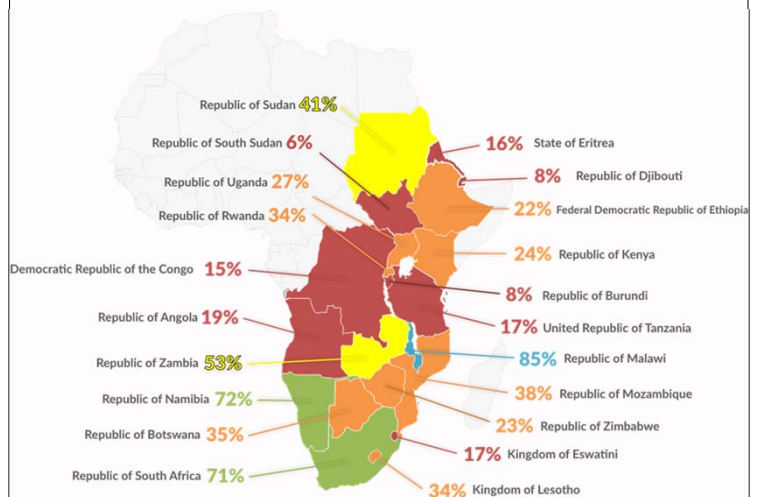 Republic of Sudan 41%
Republic of South Sudan 6%
16% State of Eritrea
8% Republic of Djibouti
Republic of Uganda 27%
Republic of Rwanda 34%
22% Federal Democratic Republic of Ethiopia
24% Republic of Kenya
Democratic Republic of the Congo 15%
8% Republic of Burundi
Republic of Angola 19%
17% United Republic of Tanzania
Republic of Zambia 53%
85% Republic of Malawi
Republic of Namibia 72%
38% Republic of Mozambique
Republic of Botswana 35%
23% Republic of Zimbabwe
17% Kingdom of Eswatini
Republic of South Africa 71%
34% Kingdom of Lesotho